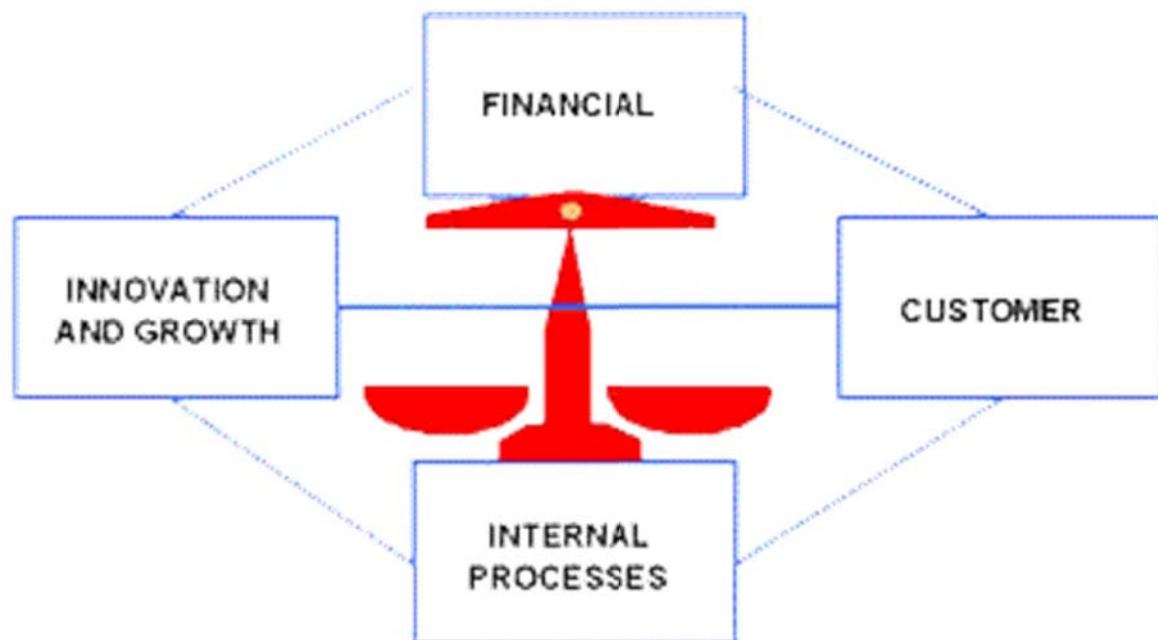 FINANCIAL
INNOVATION
AND GROWTH
CUSTOMER
INTERNAL
PROCESSES